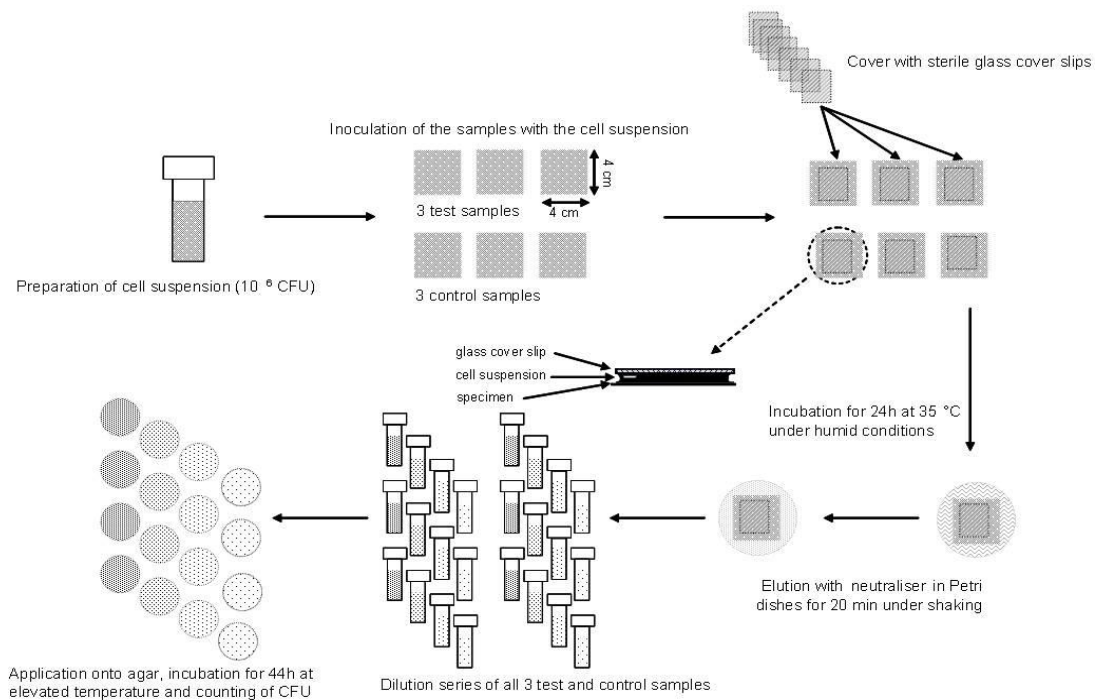 Cover with sterile glass cover slips
Inoculation of the samples with the cell suspension
4 cm
3 test samples
4 cm
Preparation of cell suspension (10 ⁶ CFU)
3 control samples
glass cover slip
cell suspension
specimen
Incubation for 24h at 35 °C
under humid conditions
Elution with neutraliser in Petri
dishes for 20 min under shaking
Dilution series of all 3 test and control samples
Application onto agar, incubation for 44h at
elevated temperature and counting of CFU